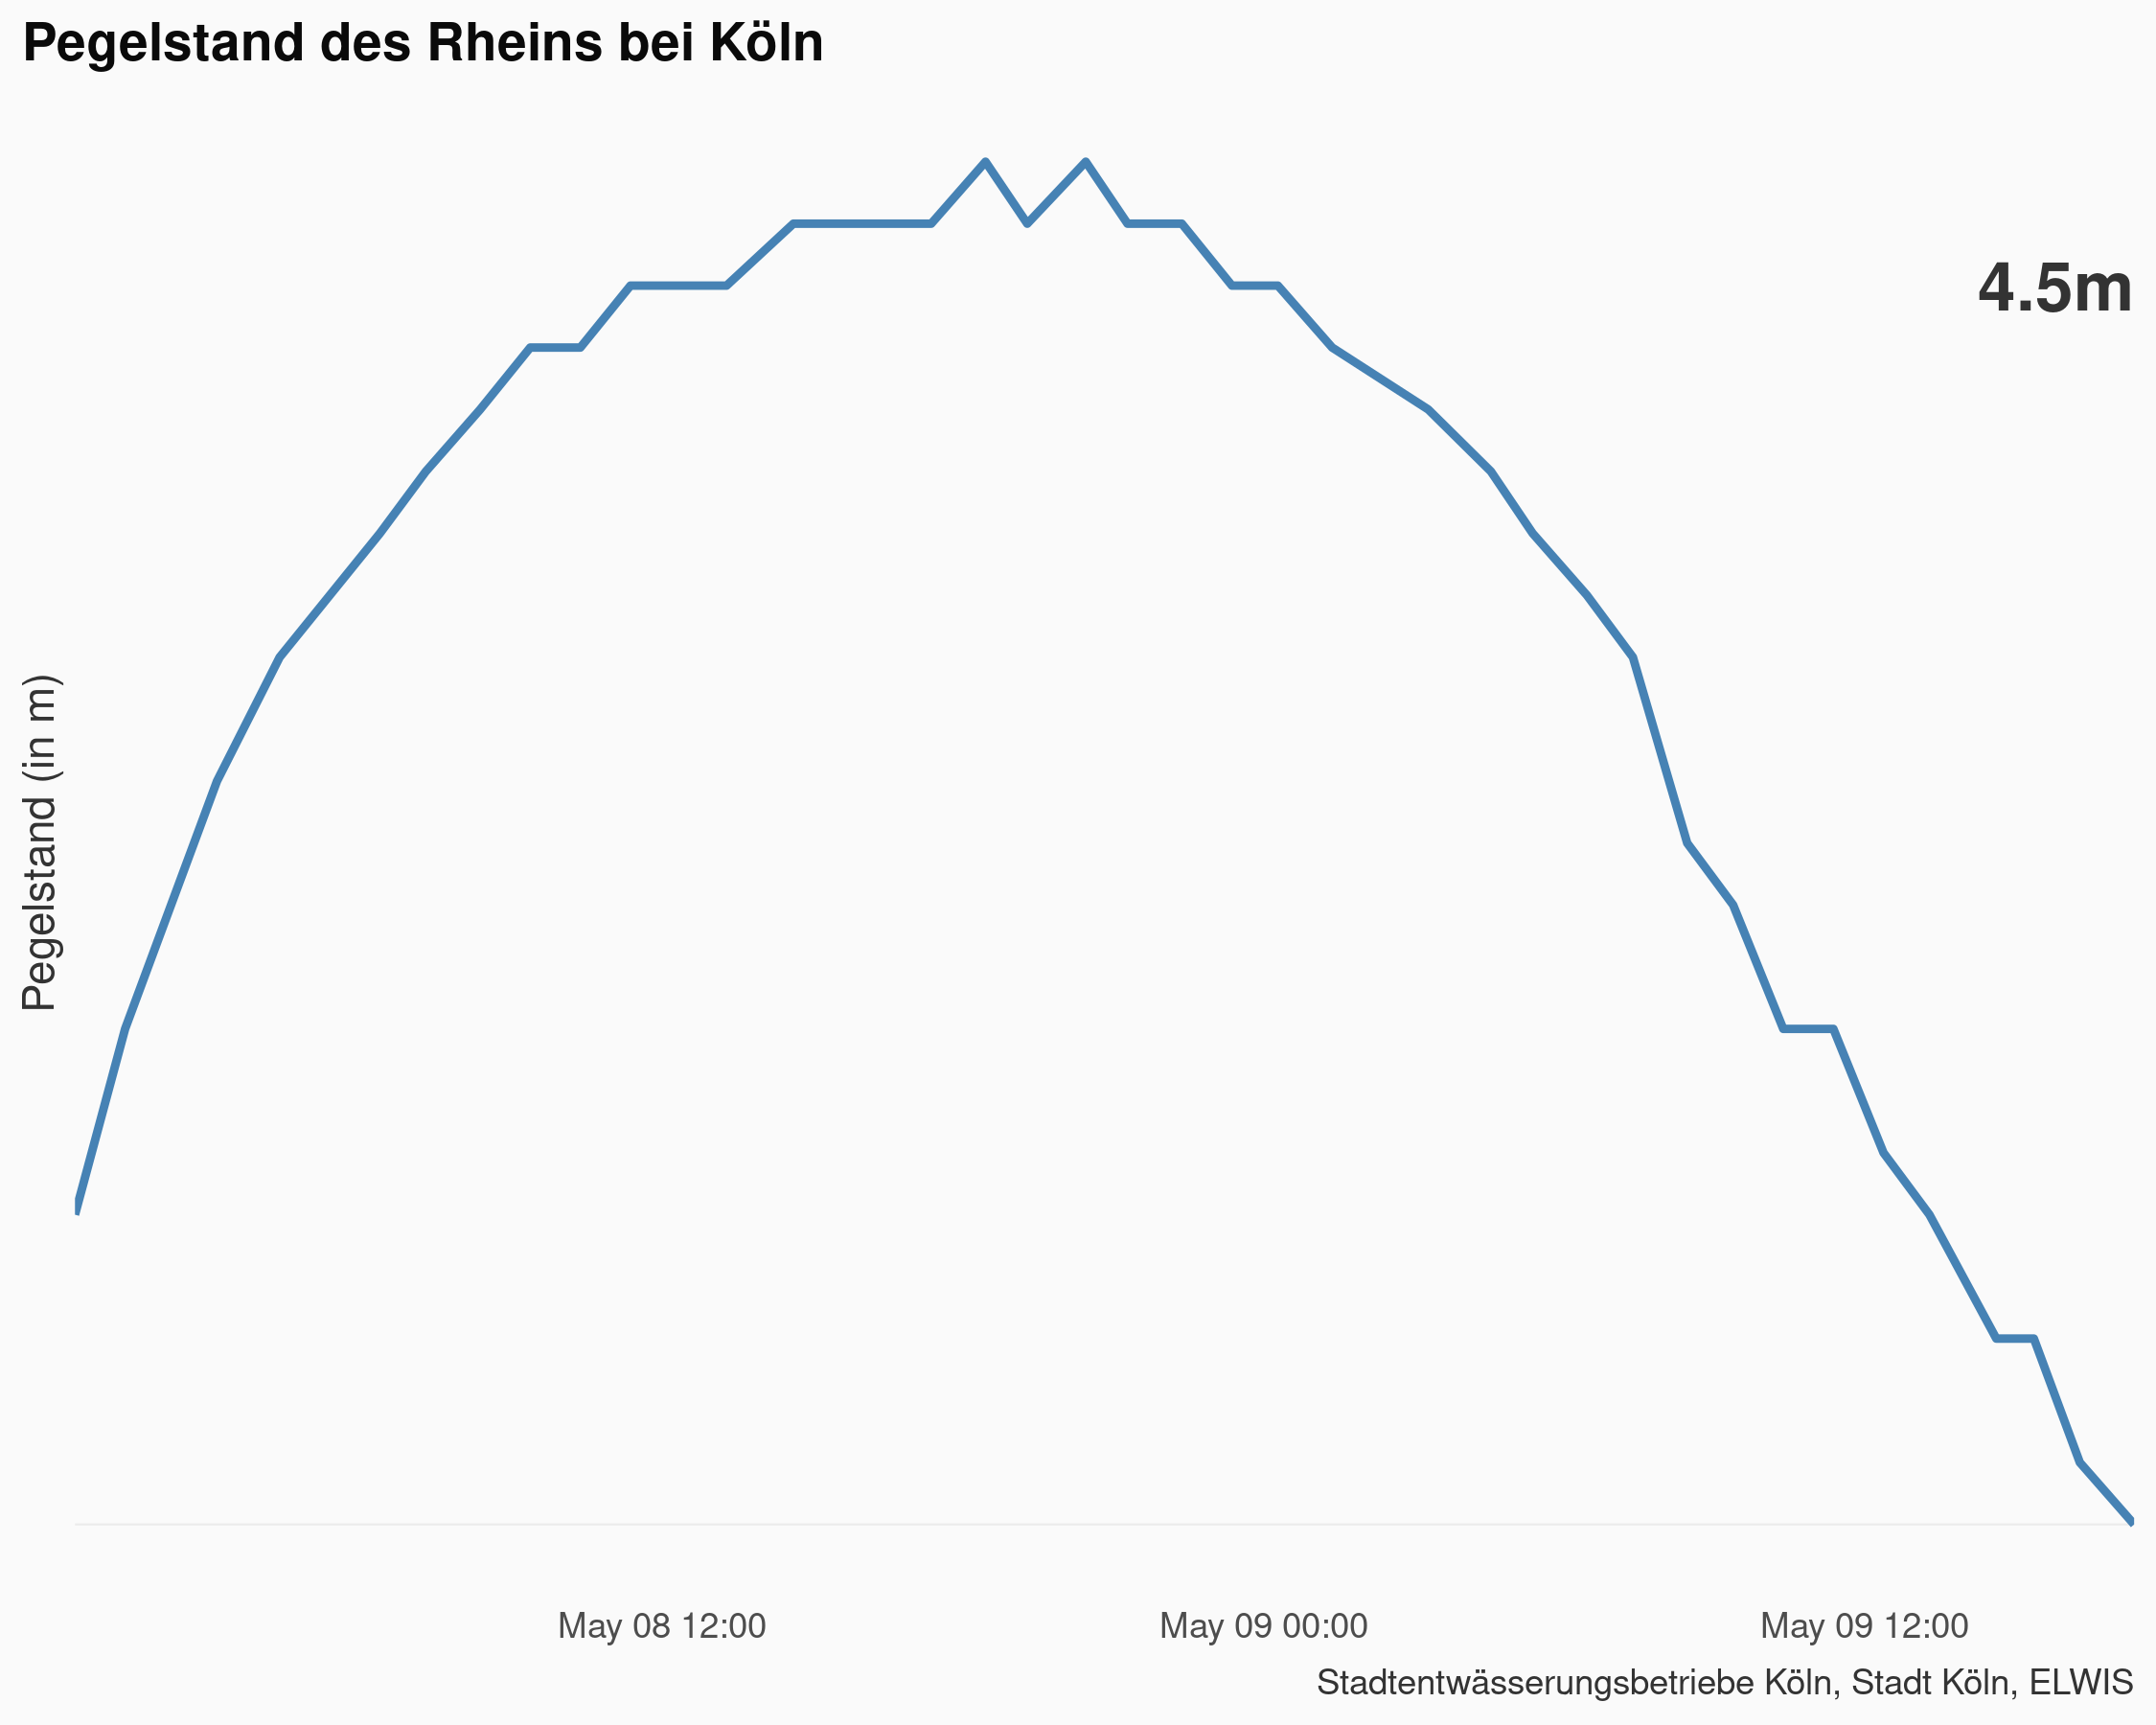 Pegelstand des Rheins bei Köln
4.5m
Pegelstand (in m)
May 08 12:00
May 09 00:00
May 09 12:00
Stadtentwässerungsbetriebe Köln, Stadt Köln, ELWIS